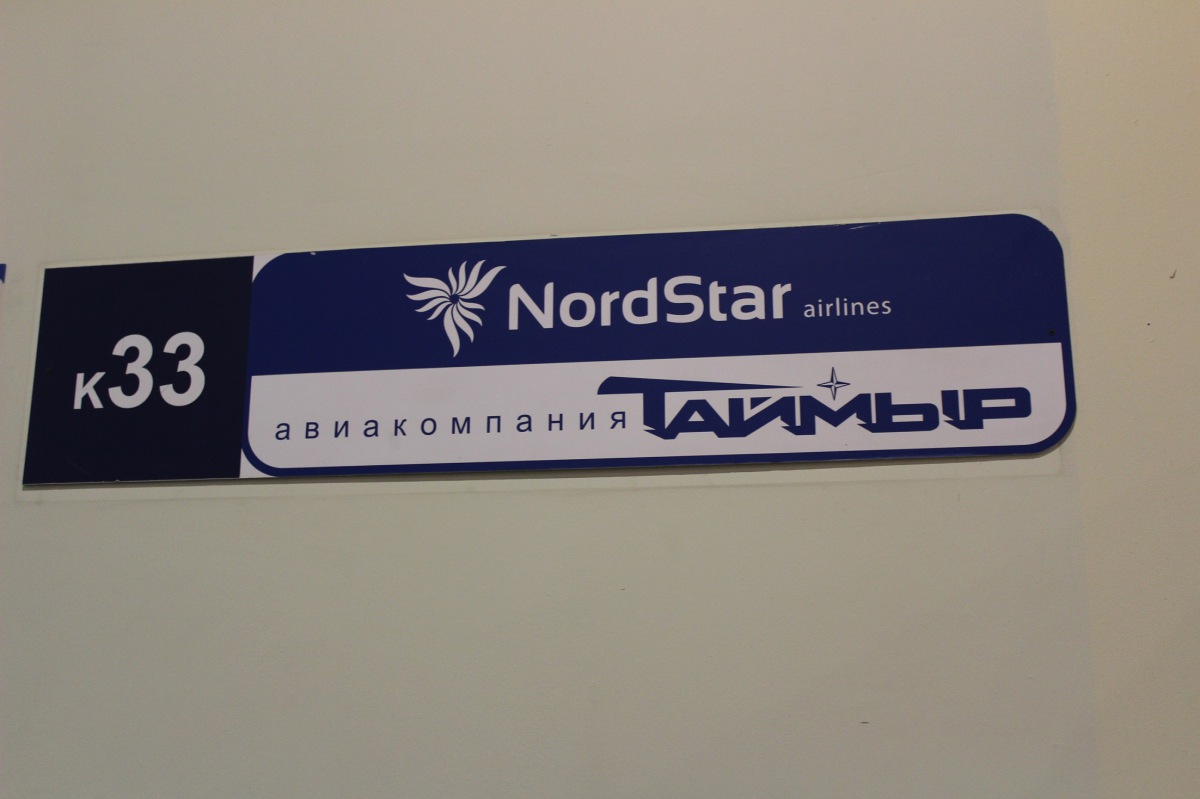 к33
NordStar airlines
авиакомпания ТАЙМЫР